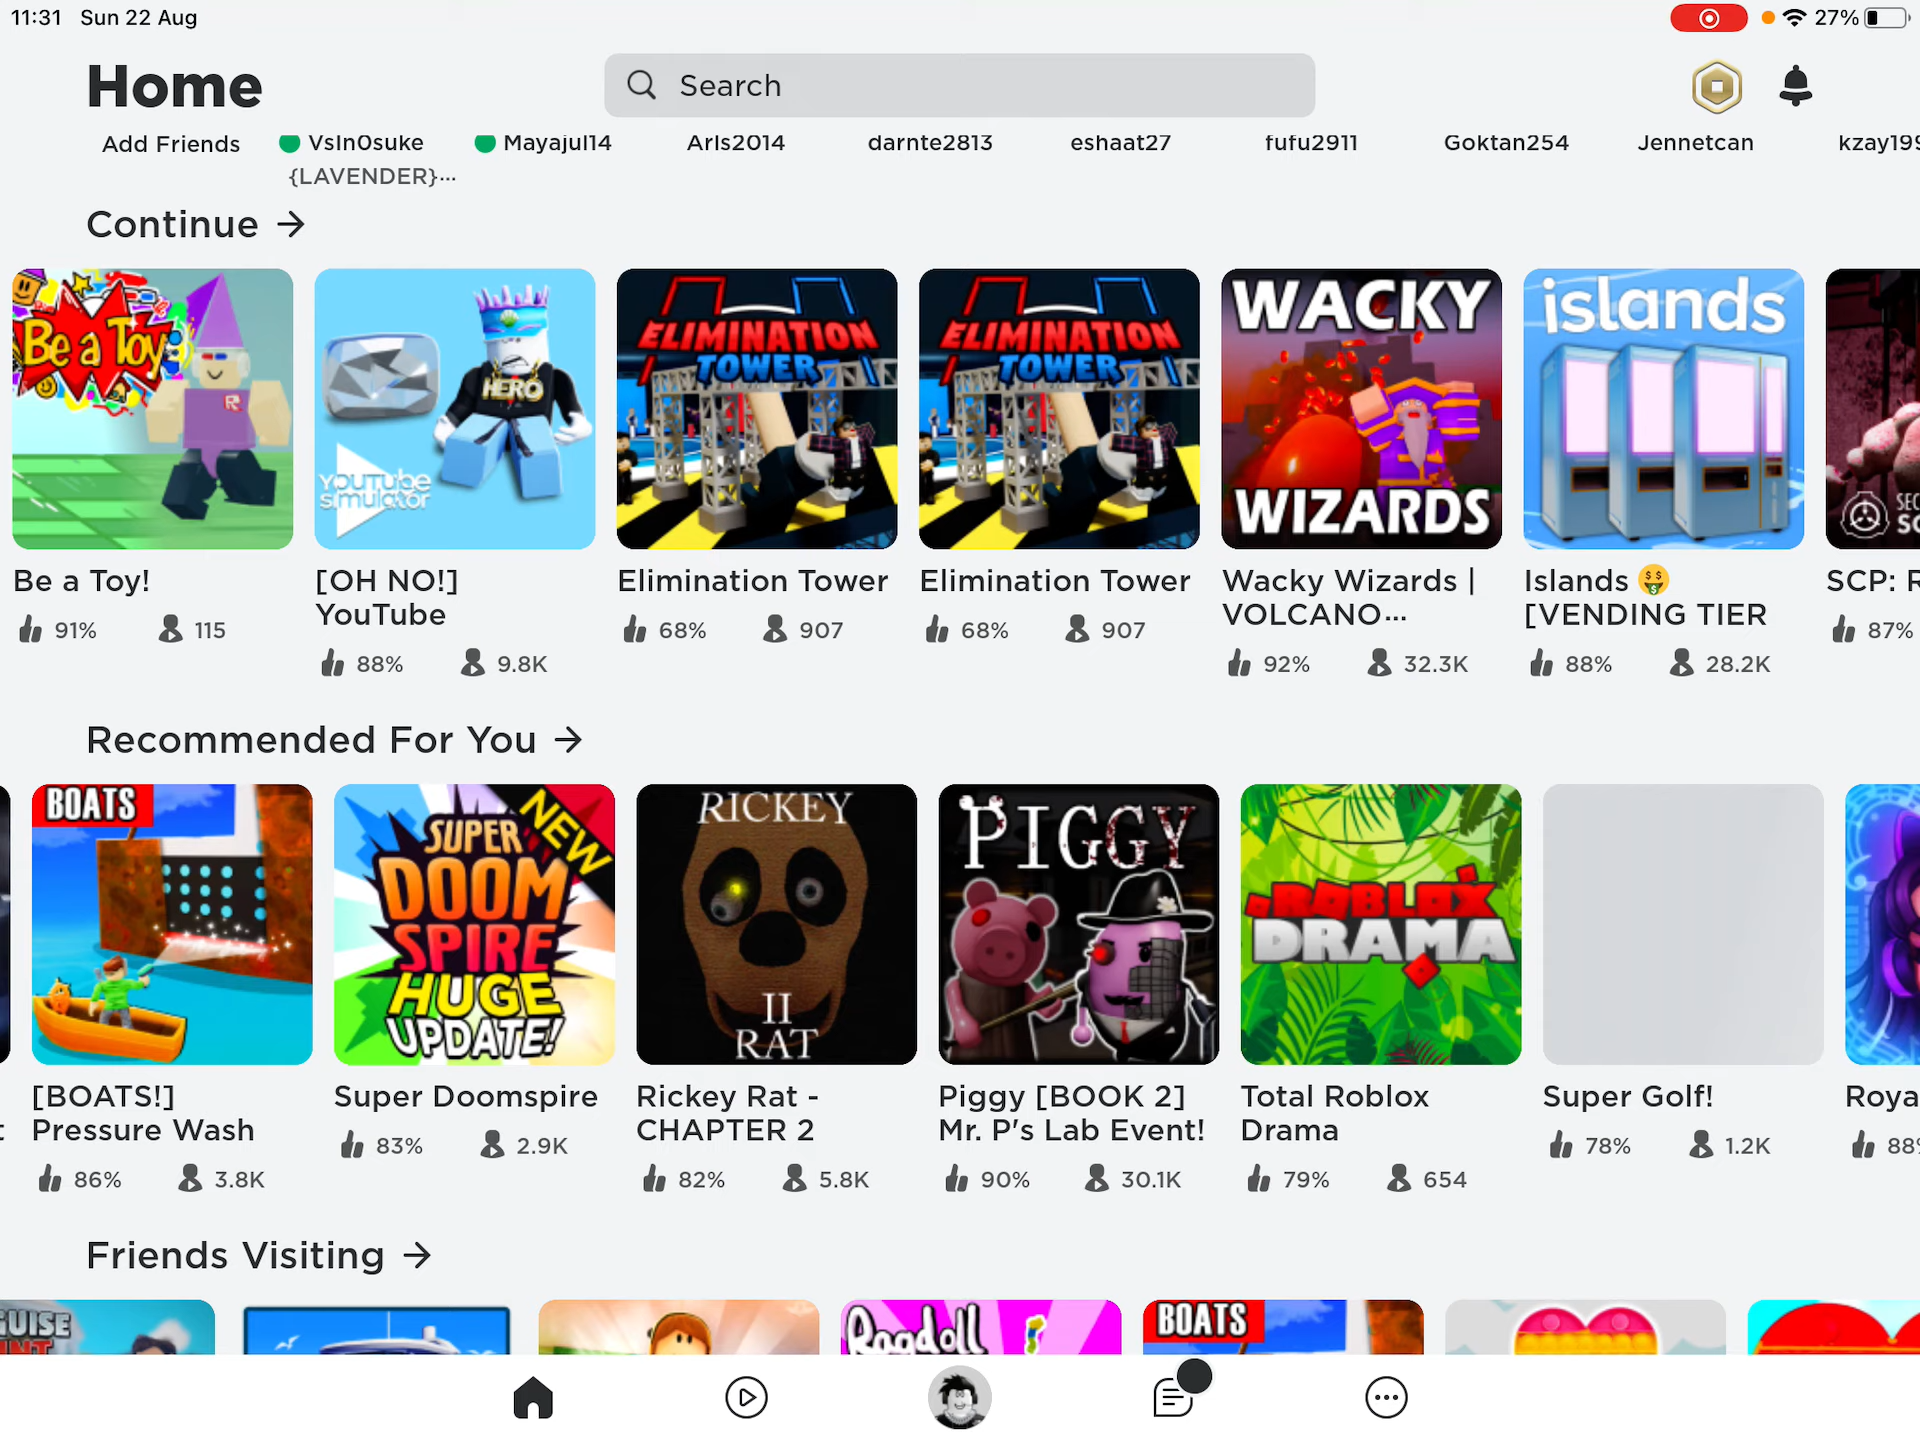 11:31 Sun 22 Aug
27%
Home
Search
Add Friends
VsIn0suke
Mayajul14
Arls2014
darnte2813
eshaat27
fufu2911
Goktan254
Jennetcan
kzay199
{LAVENDER}...
Continue →
Be a Toy
YouTube simulator
HERO
ELIMINATION TOWER
ELIMINATION TOWER
WACKY WIZARDS
islands
Be a Toy!
91% 115
[OH NO!]
YouTube
88% 9.8K
Elimination Tower
68% 907
Elimination Tower
68% 907
Wacky Wizards |
VOLCANO...
92% 32.3K
Islands 🤑
[VENDING TIER
88% 28.2K
SCP: R
87%
Recommended For You →
BOATS
NEW
SUPER
DOOM
SPIRE
HUGE
UPDATE!
RICKEY
II
RAT
PIGGY
ROBLOX
DRAMA
[BOATS!]
Pressure Wash
86% 3.8K
Super Doomspire
83% 2.9K
Rickey Rat -
CHAPTER 2
82% 5.8K
Piggy [BOOK 2]
Mr. P's Lab Event!
90% 30.1K
Total Roblox
Drama
79% 654
Super Golf!
78% 1.2K
Roya
88%
Friends Visiting →
Ragdoll
BOATS